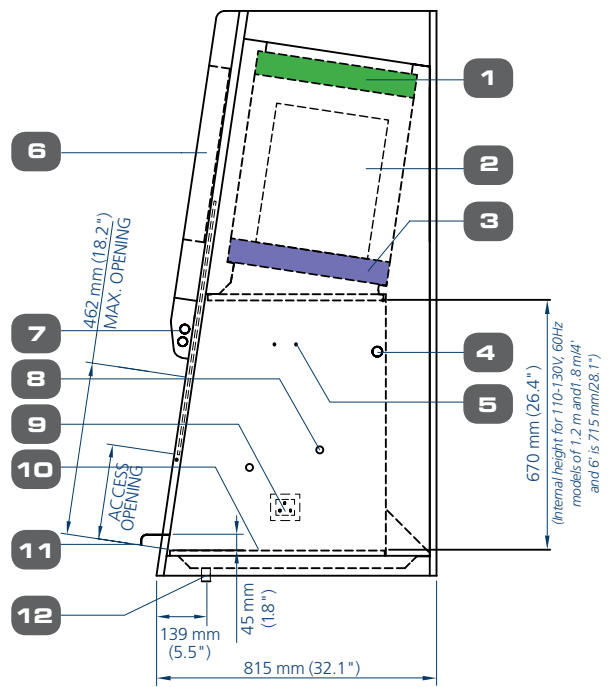 1
2
3
4
5
6
7
8
9
10
11
12
462 mm (18.2")
MAX. OPENING
ACCESS
OPENING
670 mm (26.4")
(Internal height for 110-130V, 60Hz
models of 1.2 m and1.8 m/4'
and 6' is 715 mm/28.1")
45 mm
(1.8")
139 mm
(5.5")
815 mm (32.1")